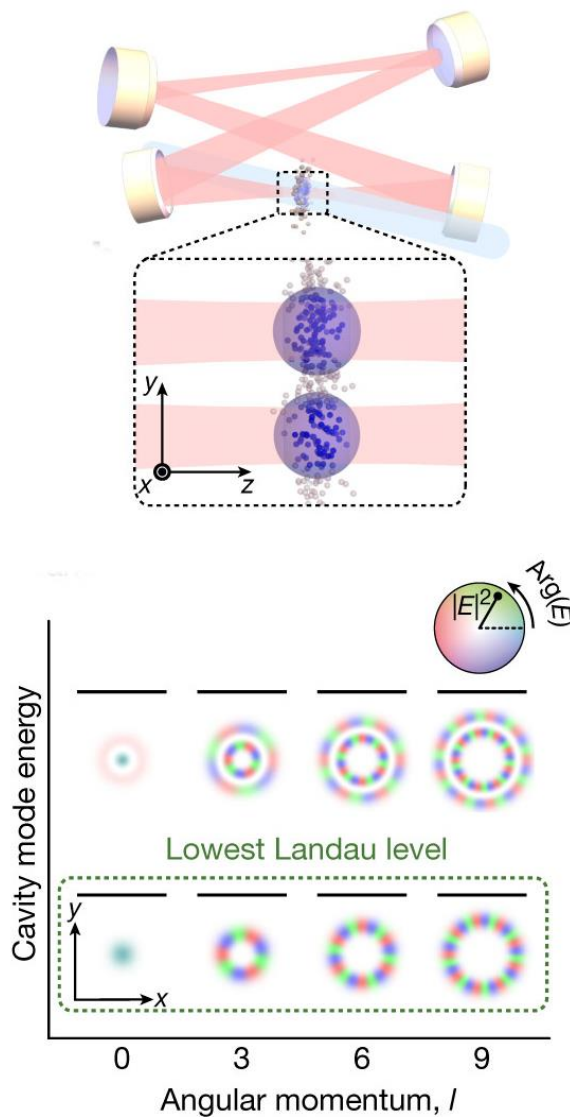 y
x
z
Arg(E)
|E|²
Cavity mode energy
Lowest Landau level
y
x
0 3 6 9
Angular momentum, l